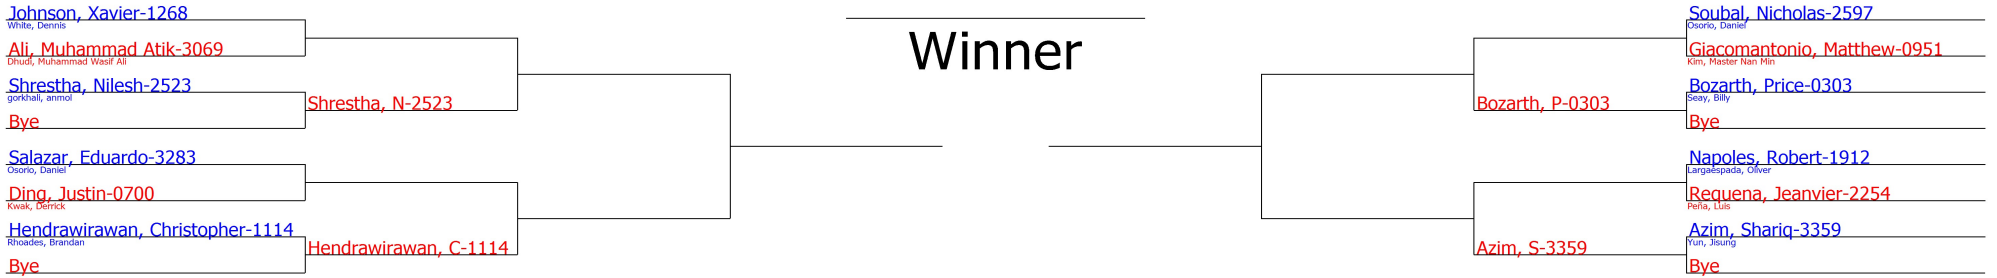 Johnson, Xavier-1268
White, Dennis
Ali, Muhammad Atik-3069
Dhudi, Muhammad Wasif Ali
Shrestha, Nilesh-2523
gorkhali, anmol
Bye
Shrestha, N-2523
Salazar, Eduardo-3283
Osorio, Daniel
Ding, Justin-0700
Kwak, Derrick
Hendrawirawan, Christopher-1114
Rhoades, Brandan
Bye
Hendrawirawan, C-1114
Winner
Soubal, Nicholas-2597
Osorio, Daniel
Giacomantonio, Matthew-0951
Kim, Master Nan Min
Bozarth, Price-0303
Seay, Billy
Bye
Bozarth, P-0303
Napoles, Robert-1912
Largaespada, Oliver
Requena, Jeanvier-2254
Peña, Luis
Azim, Shariq-3359
Yun, Jisung
Bye
Azim, S-3359